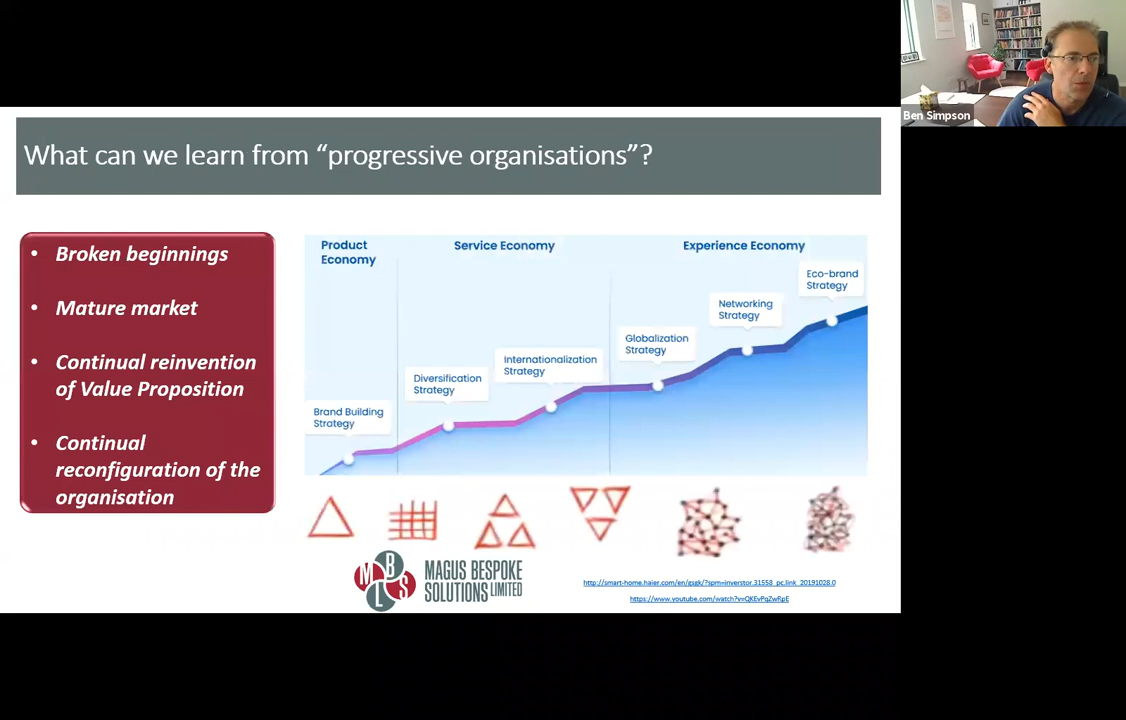 Ben Simpson
What can we learn from “progressive organisations”?
• Broken beginnings
• Mature market
• Continual reinvention
of Value Proposition
• Continual
reconfiguration of the
organisation
Product
Economy
Service Economy
Experience Economy
Brand Building
Strategy
Diversification
Strategy
Internationalization
Strategy
Globalization
Strategy
Networking
Strategy
Eco-brand
Strategy
M B L S
MAGUS BESPOKE
SOLUTIONS LIMITED
http://smart-home.haier.com/en/gsgk/?spm=inverstor.31558_pc.link_20191028.0
https://www.youtube.com/watch?v=QKEvPqZwRpE